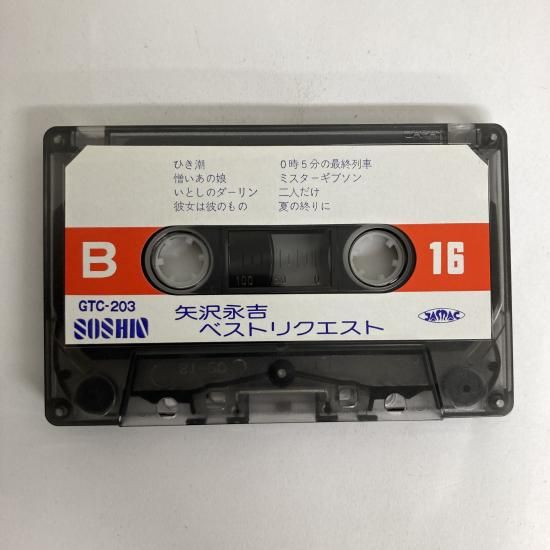 ひき潮
憎いあの娘
いとしのダーリン
彼女は彼のもの
0時5分の最終列車
ミスターギブソン
二人だけ
夏の終りに
B
16
100
0
GTC-203
SOSHIN
矢沢永吉
ベストリクエスト
JASRAC